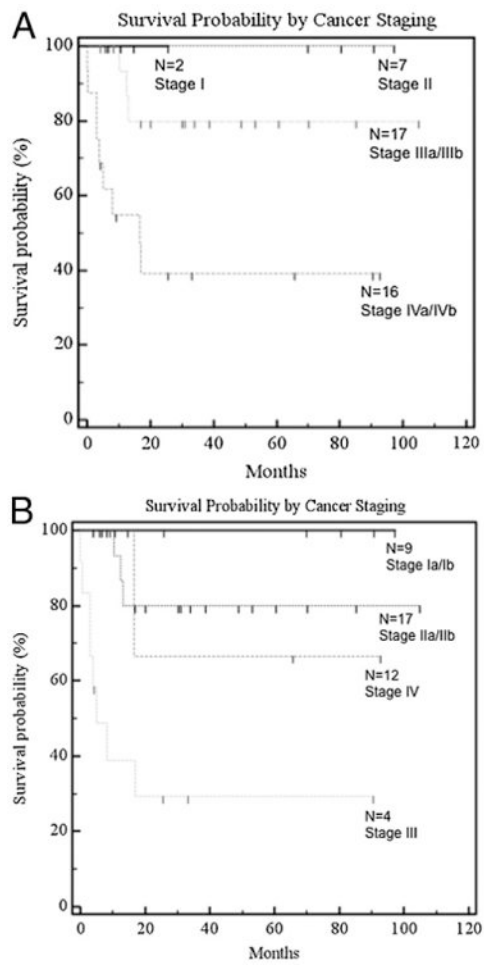 A
Survival Probability by Cancer Staging
Survival probability (%)
100
80
60
40
20
0
N=2
Stage I
N=7
Stage II
N=17
Stage IIIa/IIIb
N=16
Stage IVa/IVb
0 20 40 60 80 100 120
Months
B
Survival Probability by Cancer Staging
Survival probability (%)
100
80
60
40
20
0
N=9
Stage Ia/Ib
N=17
Stage IIa/IIb
N=12
Stage IV
N=4
Stage III
0 20 40 60 80 100 120
Months